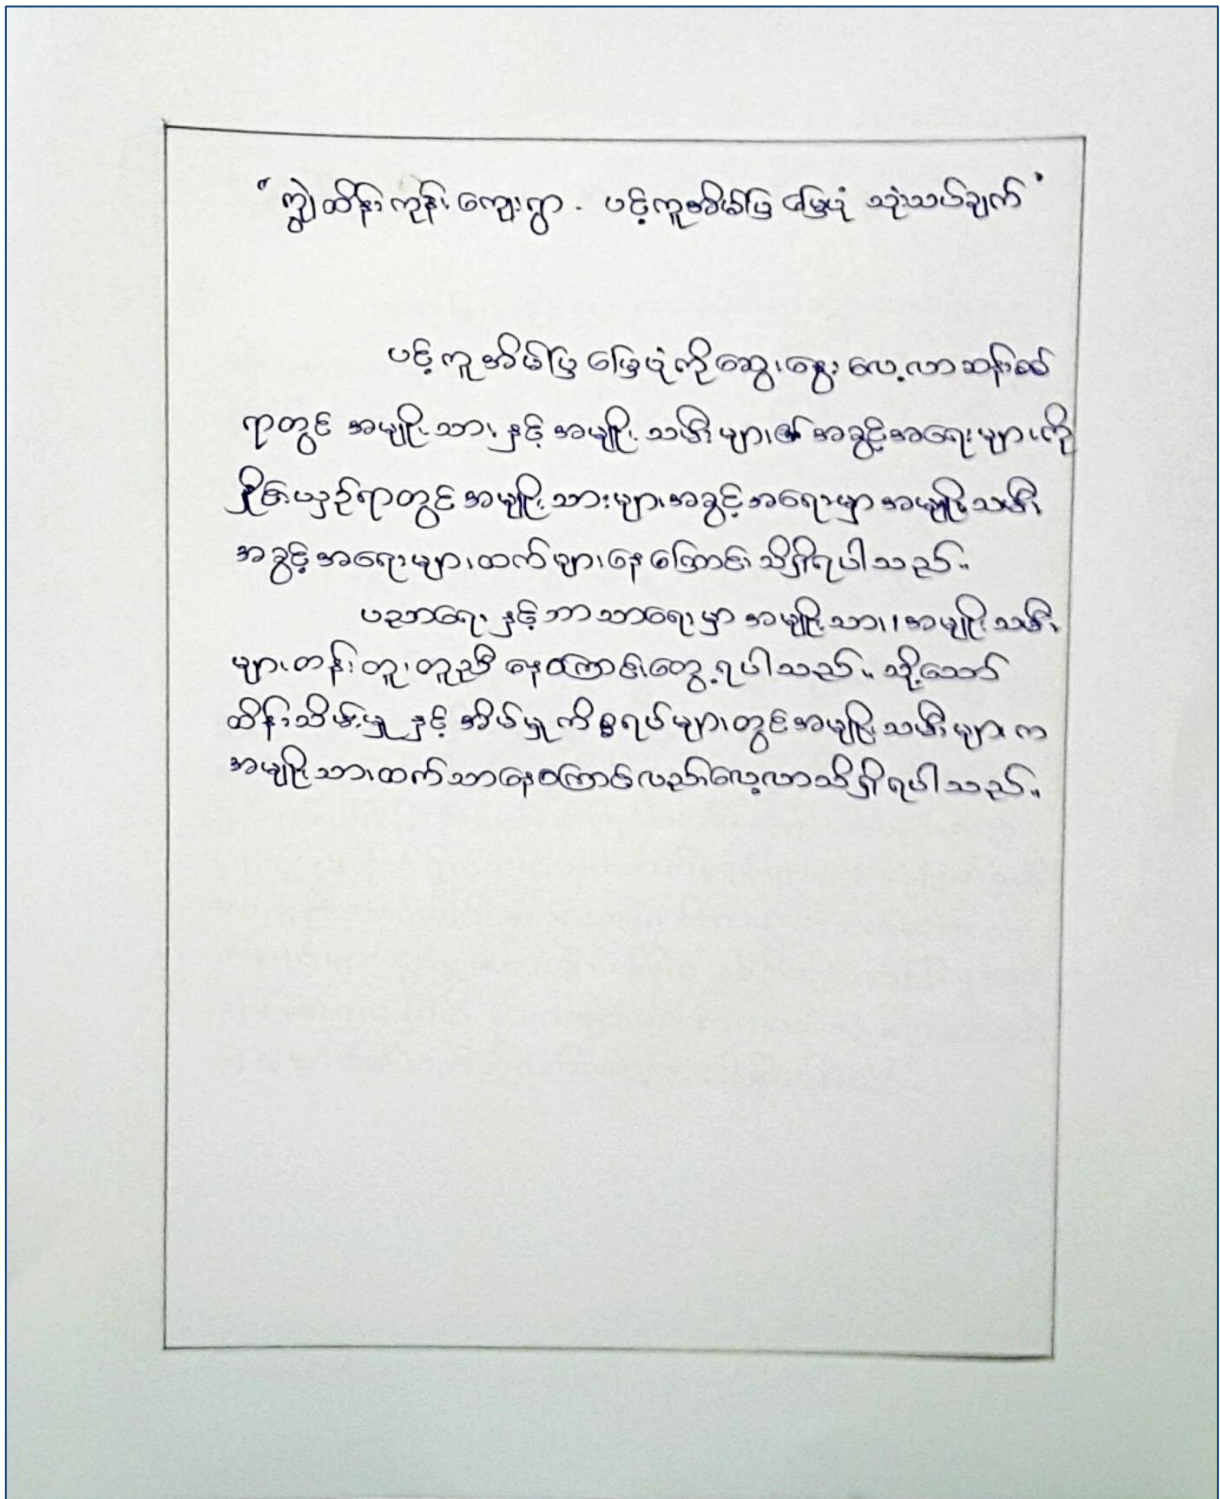 “ကျွဲထိန်းကုန်းကျေးရွာ - ပင့်ကူအိမ်ပြ မြေပုံ သုံးသပ်ချက်”
ပင့်ကူအိမ်ပြ မြေပုံကိုဆွေးနွေး လေ့လာဆန်းစစ်
ရာတွင် အမျိုးသား နှင့် အမျိုးသမီးများ၏ အခွင့်အရေးများကို
နှိုင်းယှဉ်ရာတွင် အမျိုးသားများအခွင့်အရေးမှာ အမျိုးသမီး
အခွင့်အရေးများထက် များနေကြောင်း သိရှိရပါသည်။
ပညာရေး နှင့် ဘာသာရေးမှာ အမျိုးသား၊ အမျိုးသမီး
များ တန်းတူ၊ တူညီ နေကြောင်းတွေ့ရပါသည်။ သို့သော်
ထိန်းသိမ်းမှု နှင့် အိမ်မှုကိစ္စရပ်များတွင် အမျိုးသမီးများက
အမျိုးသားထက်သာနေကြောင်းလည်းလေ့လာသိရှိရပါသည်။